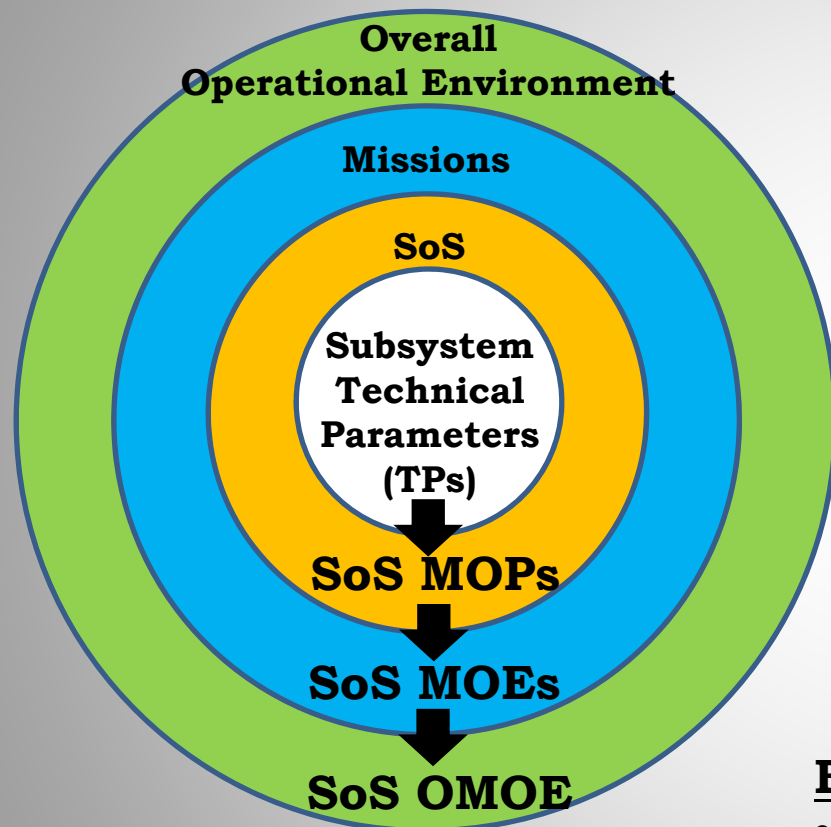 Overall
Operational Environment
Missions
SoS
Subsystem
Technical
Parameters
(TPs)
SoS MOPs
SoS MOEs
SoS OMOE